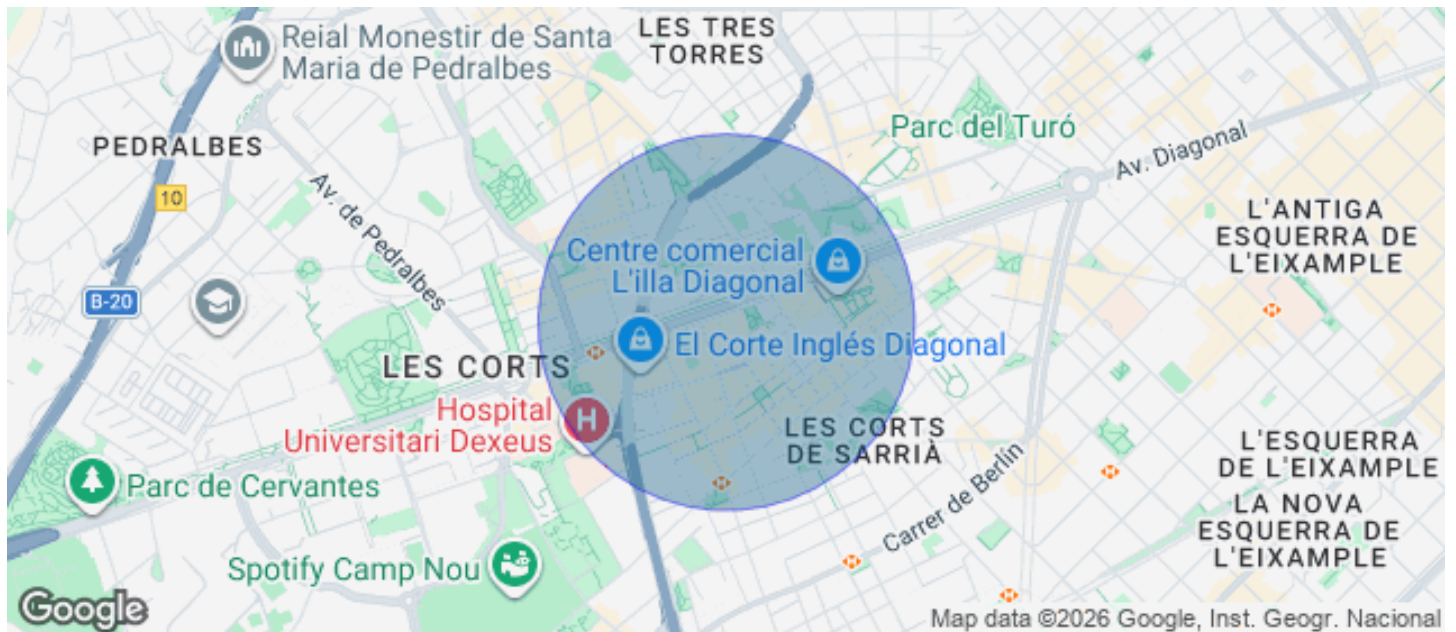 Reial Monestir de Santa
Maria de Pedralbes
LES TRES
TORRES
PEDRALBES
Parc del Turó
Av. Diagonal
10
Av. de Pedralbes
L'ANTIGA
ESQUERRA DE
L'EIXAMPLE
Centre comercial
L'illa Diagonal
B-20
El Corte Inglés Diagonal
LES CORTS
Hospital
Universitari Dexeus
H
LES CORTS
DE SARRIÀ
L'ESQUERRA
DE L'EIXAMPLE
Parc de Cervantes
Carrer de Berlín
LA NOVA
ESQUERRA DE
L'EIXAMPLE
Spotify Camp Nou
Google
Map data ©2026 Google, Inst. Geogr. Nacional